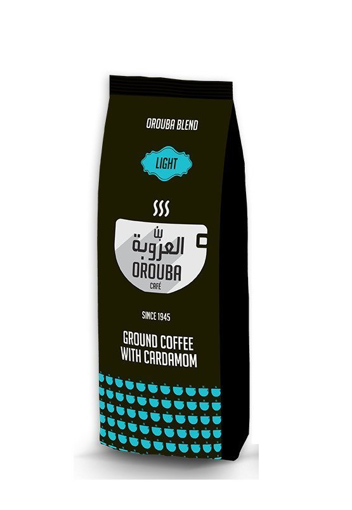 OROUBA BLEND
LIGHT
بن
العروبة
OROUBA
CAFÉ
SINCE 1945
GROUND COFFEE
WITH CARDAMOM